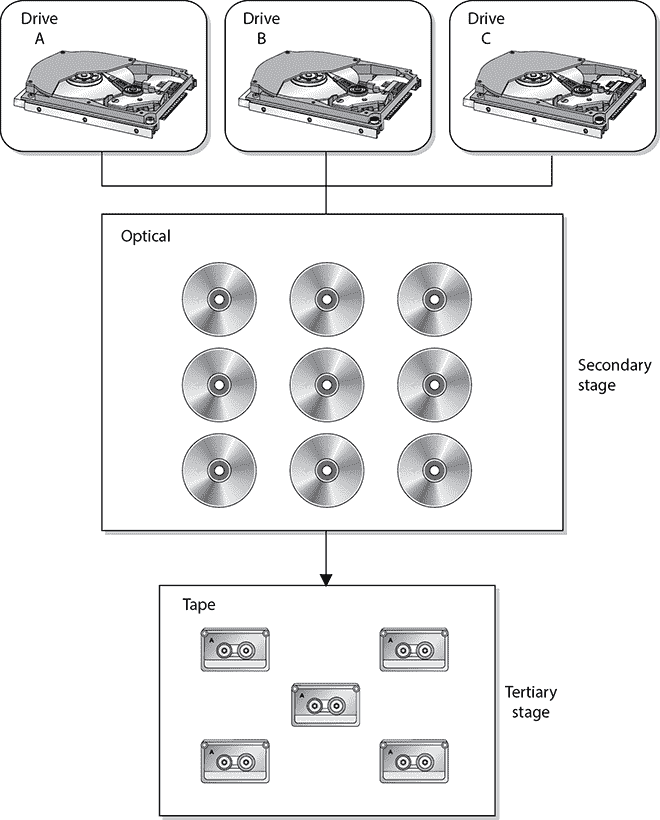 Drive
A
Drive
B
Drive
C
Optical
Secondary
stage
Tape
A
A
A
A
A
Tertiary
stage